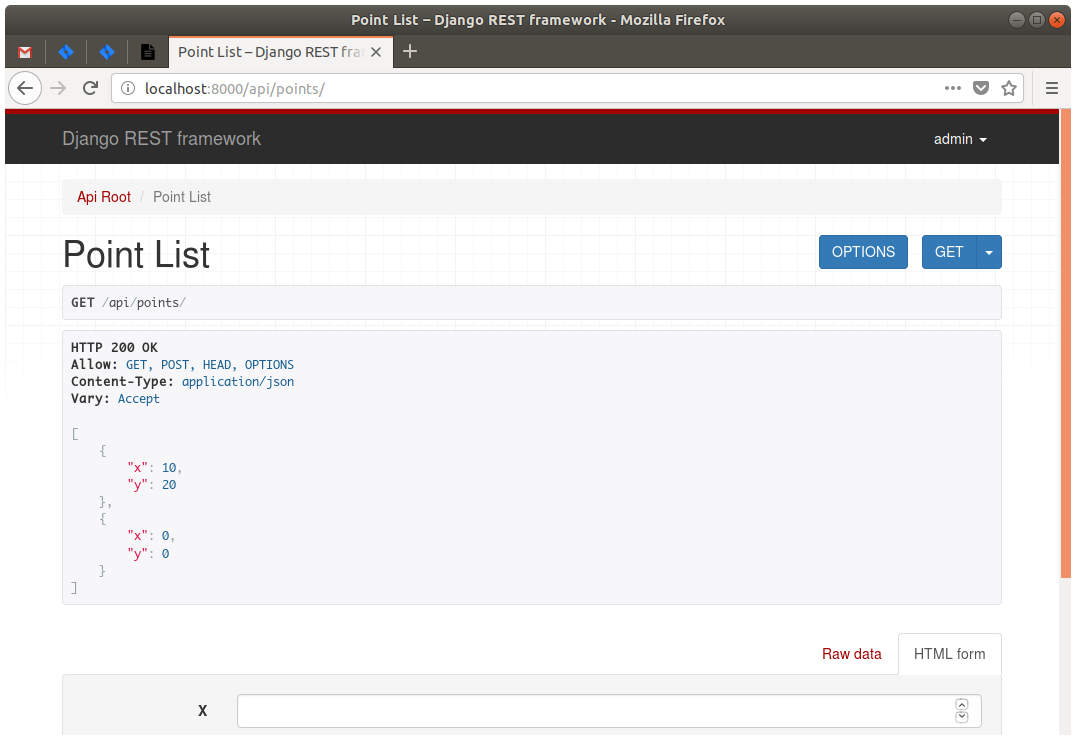 Point List – Django REST framework - Mozilla Firefox
Point List – Django REST fra
localhost:8000/api/points/
Django REST framework
admin
Api Root / Point List
Point List
OPTIONS
GET
GET /api/points/
HTTP 200 OK
Allow: GET, POST, HEAD, OPTIONS
Content-Type: application/json
Vary: Accept
[
    {
        "x": 10,
        "y": 20
    },
    {
        "x": 0,
        "y": 0
    }
]
Raw data
HTML form
X